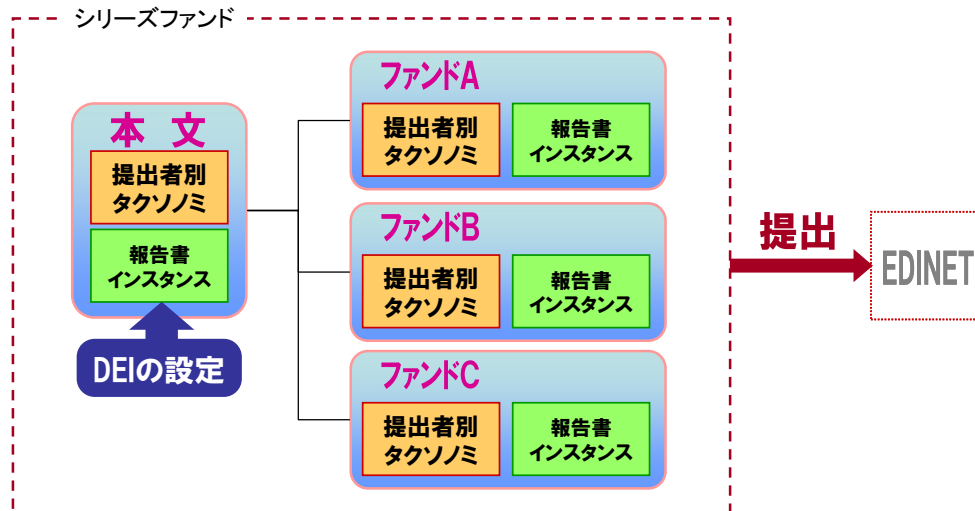 シリーズファンド
本 文
提出者別
タクソノミ
報告書
インスタンス
DEIの設定
ファンドA
提出者別
タクソノミ
報告書
インスタンス
ファンドB
提出者別
タクソノミ
報告書
インスタンス
ファンドC
提出者別
タクソノミ
報告書
インスタンス
提出
EDINET